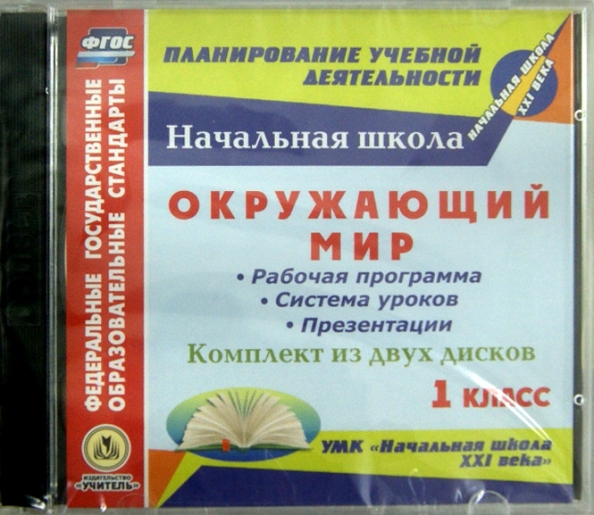 ФГОС
ФЕДЕРАЛЬНЫЕ ГОСУДАРСТВЕННЫЕ
ОБРАЗОВАТЕЛЬНЫЕ СТАНДАРТЫ
ИЗДАТЕЛЬСТВО
«УЧИТЕЛЬ»
ПЛАНИРОВАНИЕ УЧЕБНОЙ
ДЕЯТЕЛЬНОСТИ
НАЧАЛЬНАЯ ШКОЛА
XXI ВЕКА
Начальная школа
ОКРУЖАЮЩИЙ
МИР
• Рабочая программа
• Система уроков
• Презентации
Комплект из двух дисков
1 КЛАСС
УМК «Начальная школа
XXI века»